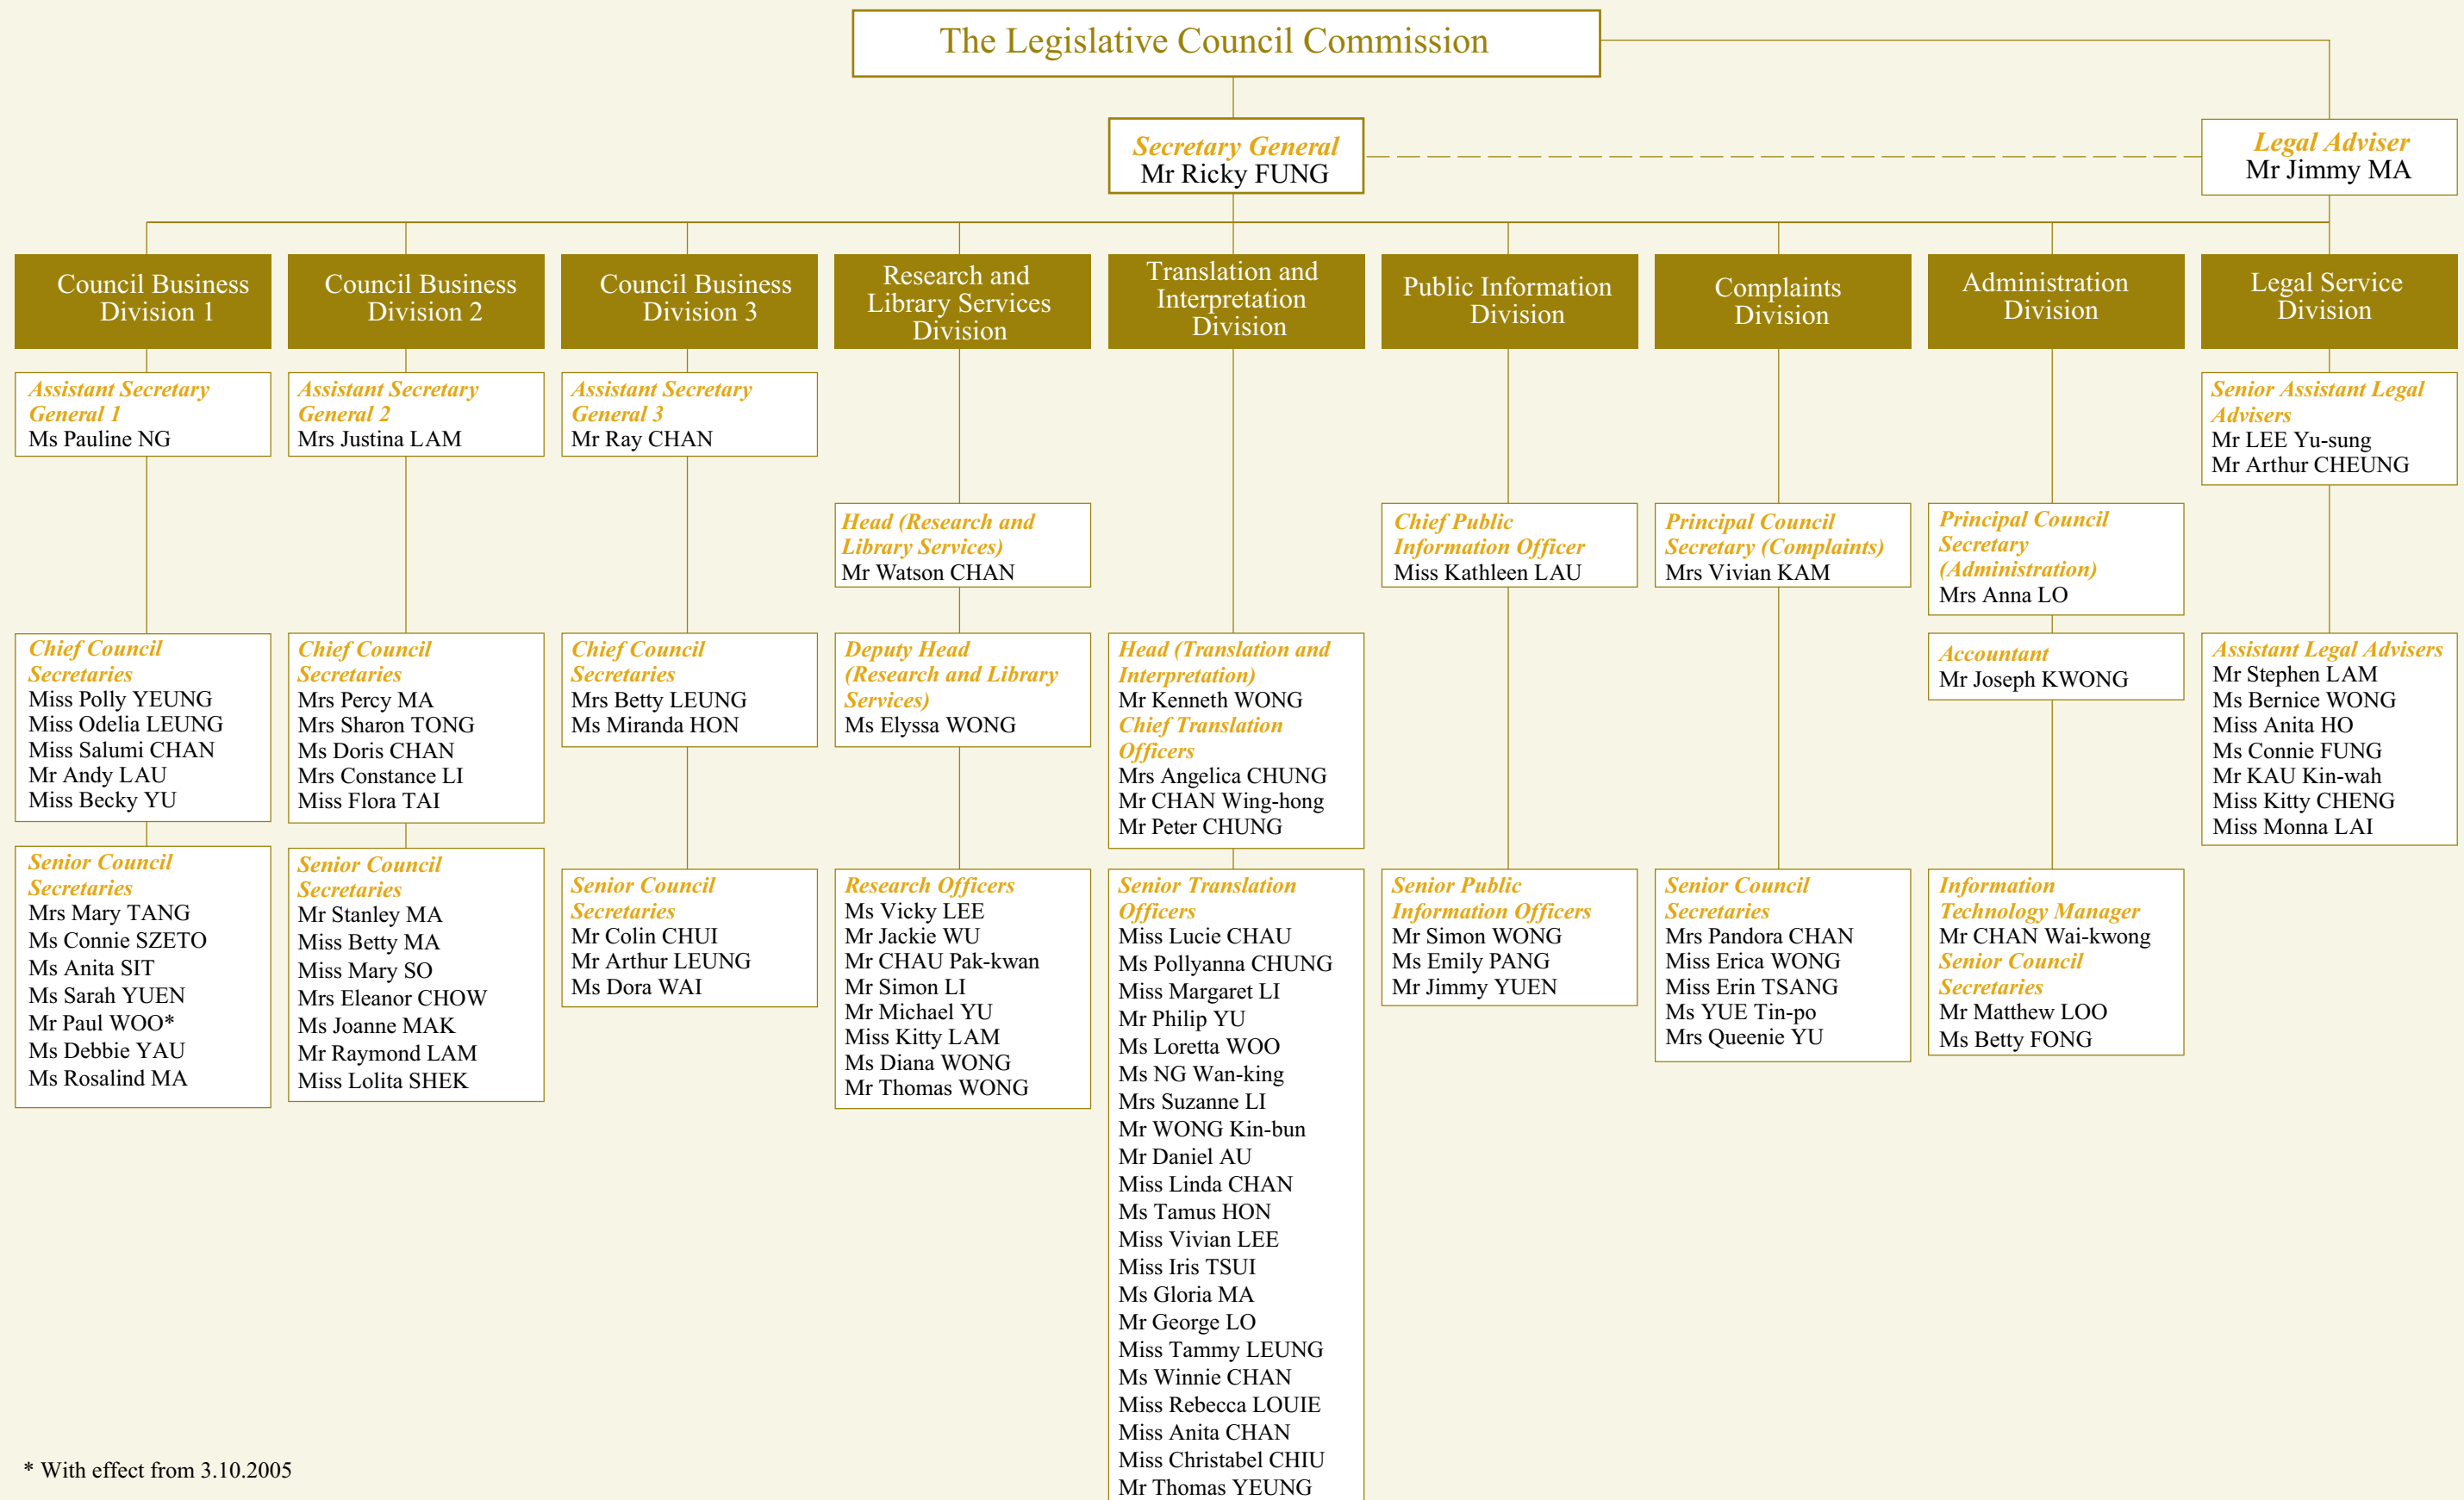 The Legislative Council Commission
Secretary General
Mr Ricky FUNG
Legal Adviser
Mr Jimmy MA
Council Business
Division 1
Assistant Secretary
General 1
Ms Pauline NG
Chief Council
Secretaries
Miss Polly YEUNG
Miss Odelia LEUNG
Miss Salumi CHAN
Mr Andy LAU
Miss Becky YU
Senior Council
Secretaries
Mrs Mary TANG
Ms Connie SZETO
Ms Anita SIT
Ms Sarah YUEN
Mr Paul WOO*
Ms Debbie YAU
Ms Rosalind MA
Council Business
Division 2
Assistant Secretary
General 2
Mrs Justina LAM
Chief Council
Secretaries
Mrs Percy MA
Mrs Sharon TONG
Ms Doris CHAN
Mrs Constance LI
Miss Flora TAI
Senior Council
Secretaries
Mr Stanley MA
Miss Betty MA
Miss Mary SO
Mrs Eleanor CHOW
Ms Joanne MAK
Mr Raymond LAM
Miss Lolita SHEK
Council Business
Division 3
Assistant Secretary
General 3
Mr Ray CHAN
Chief Council
Secretaries
Mrs Betty LEUNG
Ms Miranda HON
Senior Council
Secretaries
Mr Colin CHUI
Mr Arthur LEUNG
Ms Dora WAI
Research and
Library Services
Division
Head (Research and
Library Services)
Mr Watson CHAN
Deputy Head
(Research and Library
Services)
Ms Elyssa WONG
Research Officers
Ms Vicky LEE
Mr Jackie WU
Mr CHAU Pak-kwan
Mr Simon LI
Mr Michael YU
Miss Kitty LAM
Ms Diana WONG
Mr Thomas WONG
Translation and
Interpretation
Division
Head (Translation and
Interpretation)
Mr Kenneth WONG
Chief Translation
Officers
Mrs Angelica CHUNG
Mr CHAN Wing-hong
Mr Peter CHUNG
Senior Translation
Officers
Miss Lucie CHAU
Ms Pollyanna CHUNG
Miss Margaret LI
Mr Philip YU
Ms Loretta WOO
Ms NG Wan-king
Mrs Suzanne LI
Mr WONG Kin-bun
Mr Daniel AU
Miss Linda CHAN
Ms Tamus HON
Miss Vivian LEE
Miss Iris TSUI
Ms Gloria MA
Mr George LO
Miss Tammy LEUNG
Ms Winnie CHAN
Miss Rebecca LOUIE
Miss Anita CHAN
Miss Christabel CHIU
Mr Thomas YEUNG
Public Information
Division
Chief Public
Information Officer
Miss Kathleen LAU
Senior Public
Information Officers
Mr Simon WONG
Ms Emily PANG
Mr Jimmy YUEN
Complaints
Division
Principal Council
Secretary (Complaints)
Mrs Vivian KAM
Senior Council
Secretaries
Mrs Pandora CHAN
Miss Erica WONG
Miss Erin TSANG
Ms YUE Tin-po
Mrs Queenie YU
Administration
Division
Principal Council
Secretary
(Administration)
Mrs Anna LO
Accountant
Mr Joseph KWONG
Information
Technology Manager
Mr CHAN Wai-kwong
Senior Council
Secretaries
Mr Matthew LOO
Ms Betty FONG
Legal Service
Division
Senior Assistant Legal
Advisers
Mr LEE Yu-sung
Mr Arthur CHEUNG
Assistant Legal Advisers
Mr Stephen LAM
Ms Bernice WONG
Miss Anita HO
Ms Connie FUNG
Mr KAU Kin-wah
Miss Kitty CHENG
Miss Monna LAI
* With effect from 3.10.2005